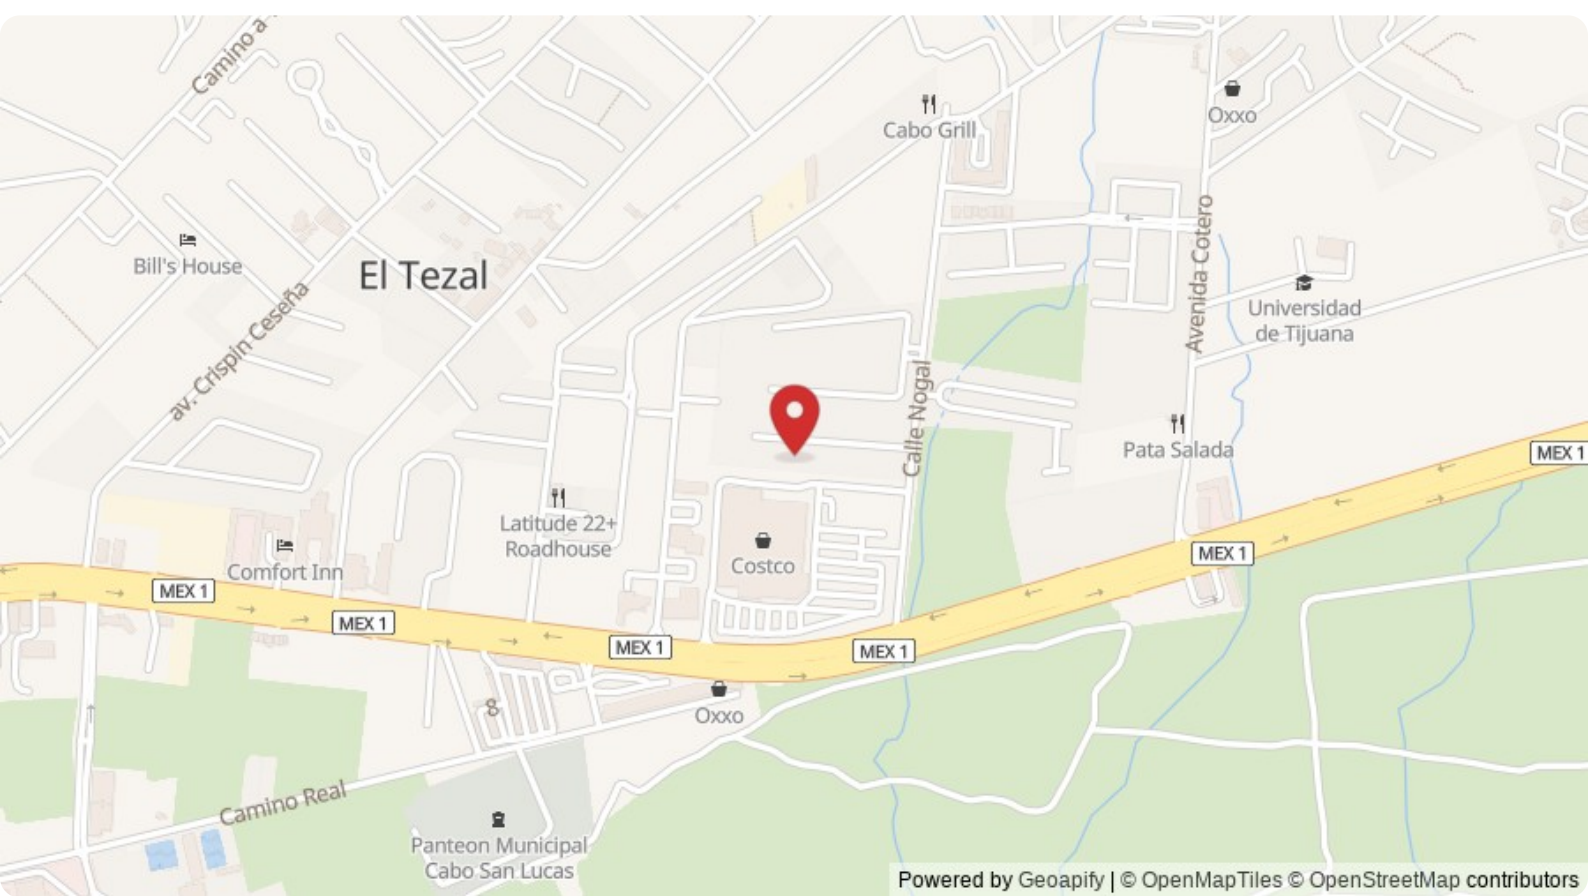 Camino a
Cabo Grill
Oxxo
Bill's House
El Tezal
av. Crispin Ceseña
Avenida Cotero
Universidad
de Tijuana
Calle Nogal
Pata Salada
MEX 1
Latitude 22+
Roadhouse
Costco
Comfort Inn
MEX 1
MEX 1
MEX 1
MEX 1
MEX 1
8
Oxxo
Camino Real
Panteon Municipal
Cabo San Lucas
Powered by Geoapify | © OpenMapTiles © OpenStreetMap contributors